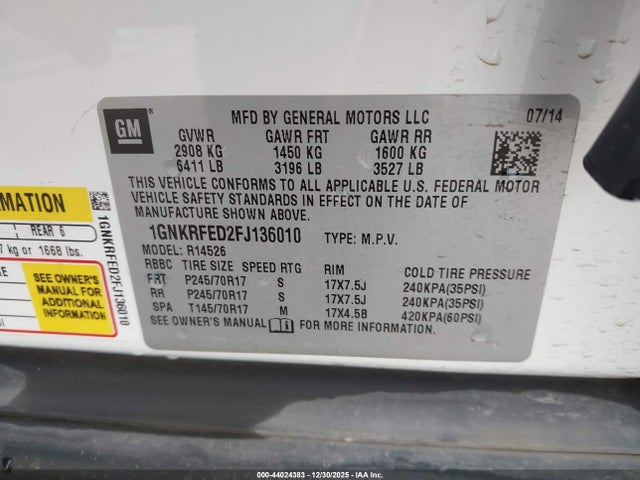 GM
MFD BY GENERAL MOTORS LLC 07/14
GVWR GAWR FRT GAWR RR
2908 KG 1450 KG 1600 KG
6411 LB 3196 LB 3527 LB
THIS VEHICLE CONFORMS TO ALL APPLICABLE U.S. FEDERAL MOTOR
VEHICLE SAFETY STANDARDS IN EFFECT ON THE DATE OF
MANUFACTURE SHOWN ABOVE.
1GNKRFED2FJ136010 TYPE: M.P.V.
MODEL: R14526
RBBC TIRE SIZE SPEED RTG RIM COLD TIRE PRESSURE
FRT P245/70R17 S 17X7.5J 240KPA(35PSI)
RR P245/70R17 S 17X7.5J 240KPA(35PSI)
SPA T145/70R17 M 17X4.5B 420KPA(60PSI)
SEE OWNER'S MANUAL FOR MORE INFORMATION.
REAR 6
kg or 1668 lbs.
SEE OWNER'S
MANUAL FOR
ADDITIONAL
INFORMATION
1GNKRFED2FJ136010
000-44024383 - 12/30/2025 - IAA Inc.